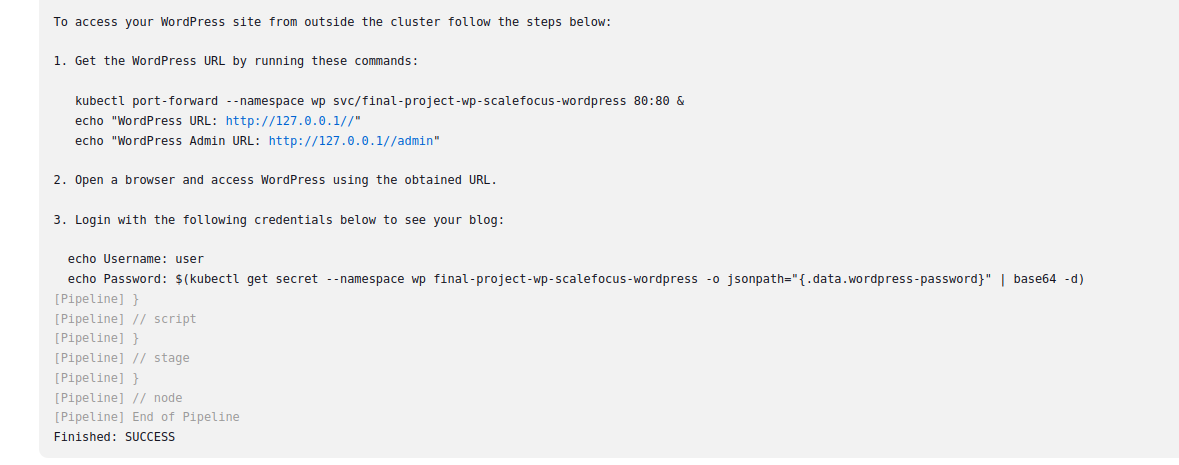 To access your WordPress site from outside the cluster follow the steps below:
1. Get the WordPress URL by running these commands:
kubectl port-forward --namespace wp svc/final-project-wp-scalefocus-wordpress 80:80 &
echo "WordPress URL: http://127.0.0.1//"
echo "WordPress Admin URL: http://127.0.0.1//admin"
2. Open a browser and access WordPress using the obtained URL.
3. Login with the following credentials below to see your blog:
echo Username: user
echo Password: $(kubectl get secret --namespace wp final-project-wp-scalefocus-wordpress -o jsonpath="{.data.wordpress-password}" | base64 -d)
[Pipeline] }
[Pipeline] // script
[Pipeline] }
[Pipeline] // stage
[Pipeline] }
[Pipeline] // node
[Pipeline] End of Pipeline
Finished: SUCCESS